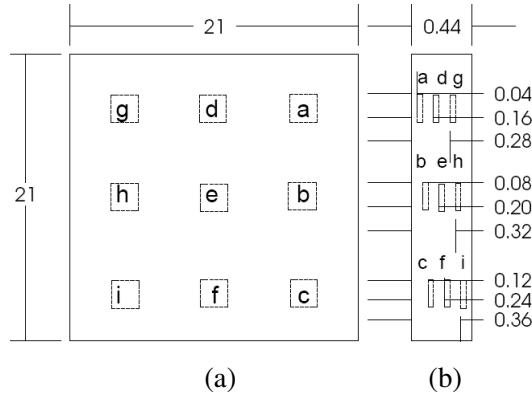 21 0.44
a d g
g d a 0.04
0.16
0.28
21 b e h
h e b 0.08
0.20
0.32
c f i
i f c 0.12
0.24
0.36
(a) (b)